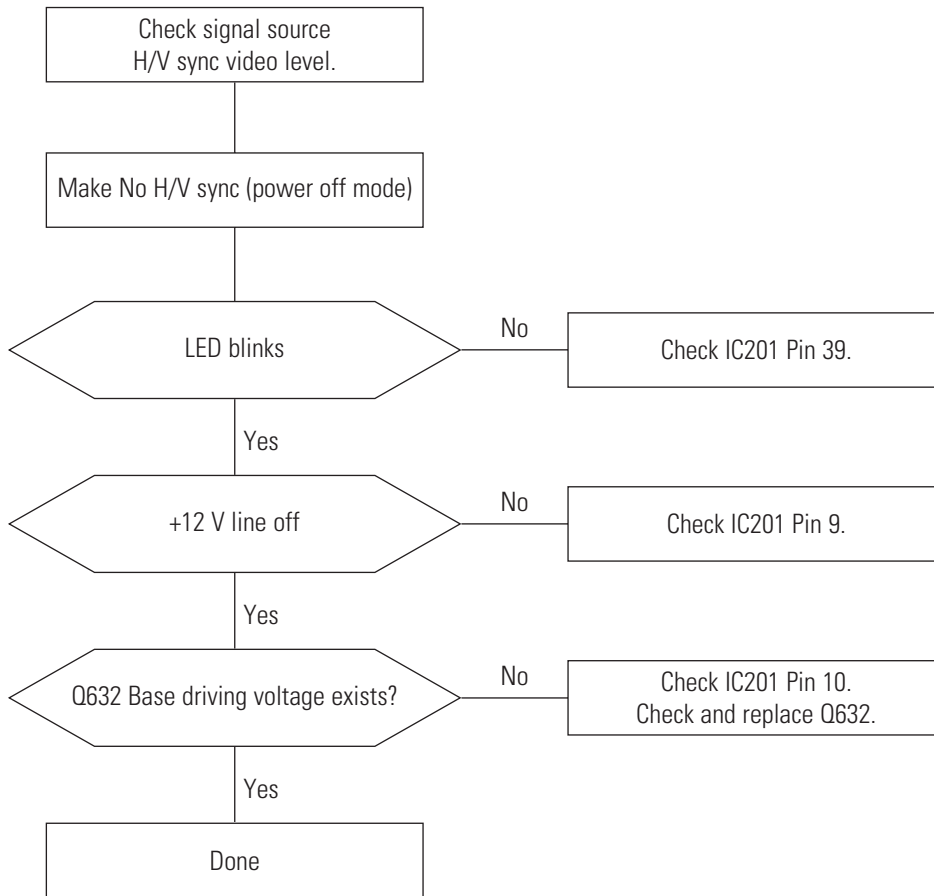 Check signal source
H/V sync video level.
Make No H/V sync (power off mode)
LED blinks
No
Check IC201 Pin 39.
Yes
+12 V line off
No
Check IC201 Pin 9.
Yes
Q632 Base driving voltage exists?
No
Check IC201 Pin 10.
Check and replace Q632.
Yes
Done